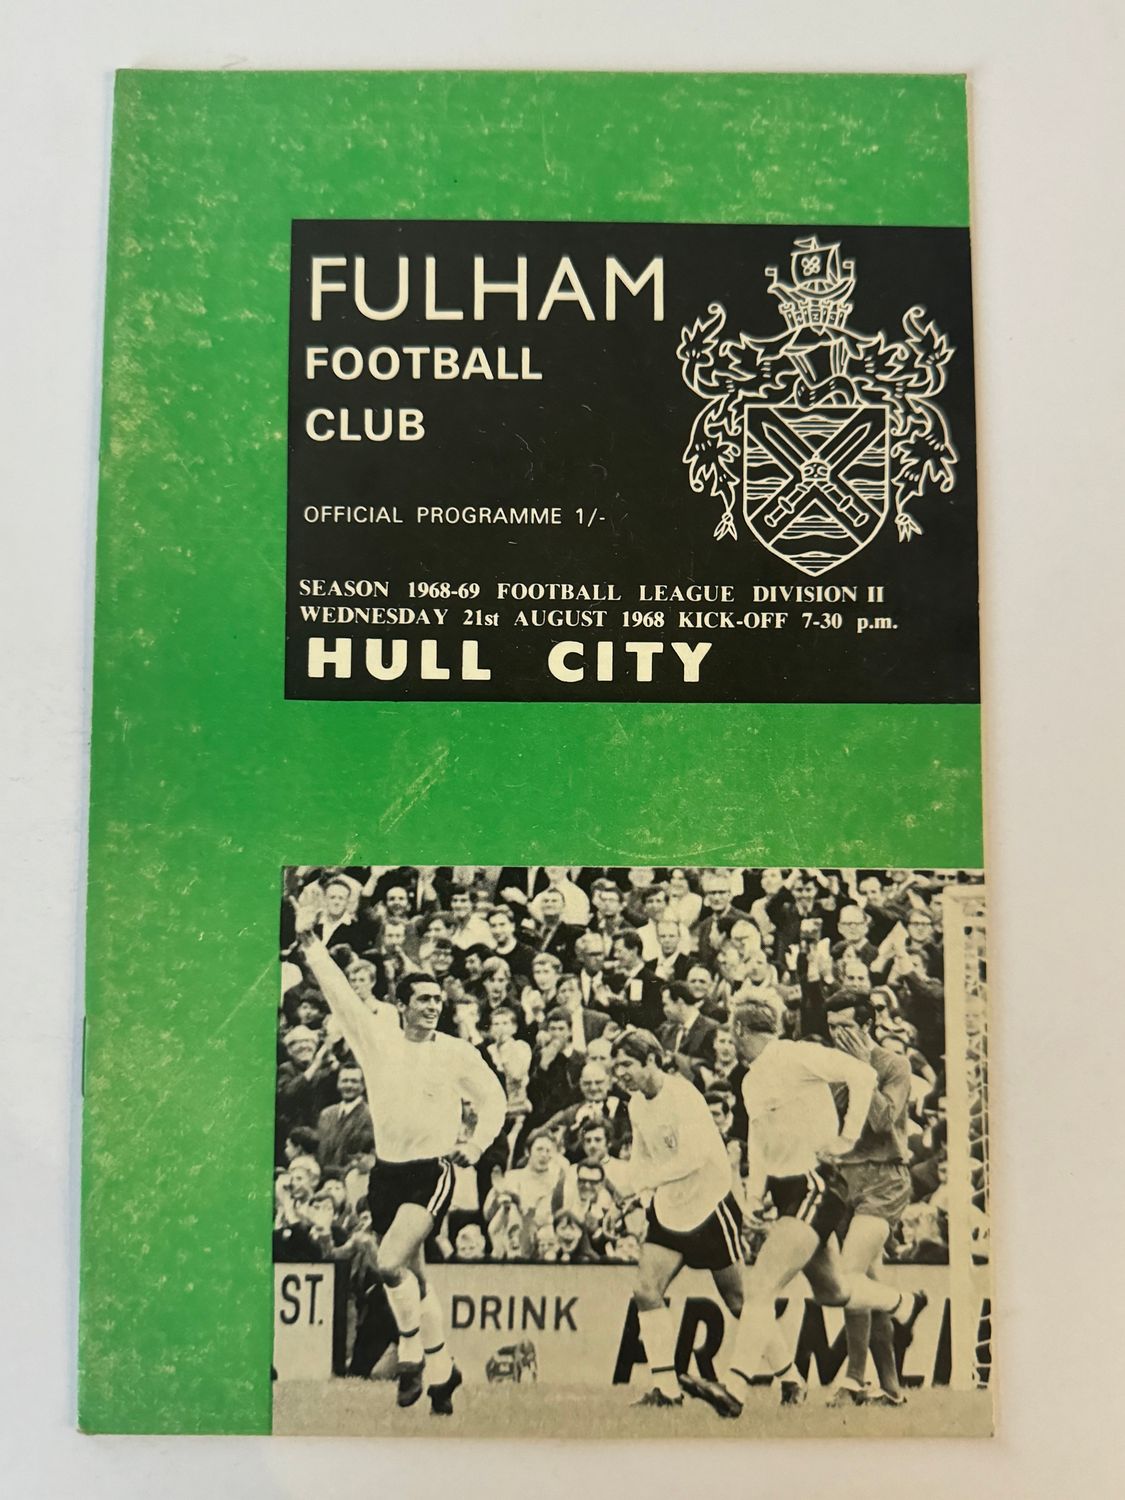 FULHAM
FOOTBALL
CLUB
OFFICIAL PROGRAMME 1/-
SEASON 1968-69 FOOTBALL LEAGUE DIVISION II
WEDNESDAY 21st AUGUST 1968 KICK-OFF 7-30 p.m.
HULL CITY
ST.
DRINK